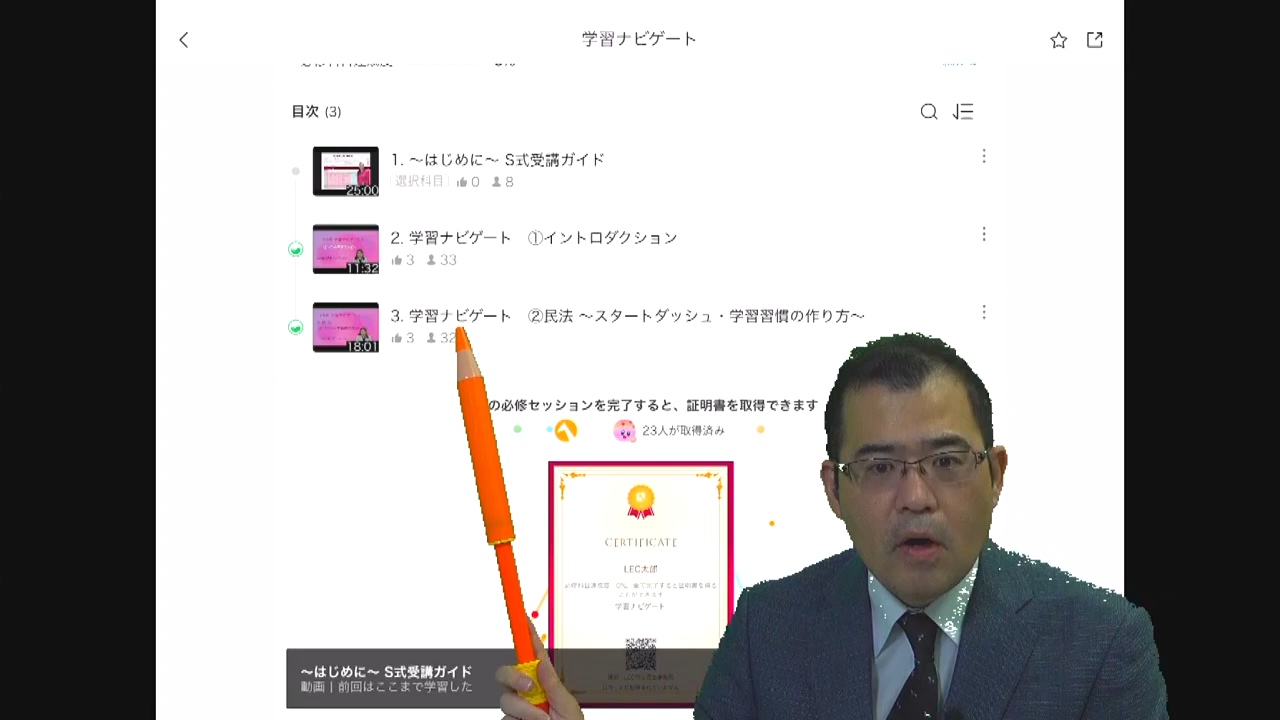 学習ナビゲート
目次 (3)
1. 〜はじめに〜 S式受講ガイド
選択科目 0 8
25:00
2. 学習ナビゲート ①イントロダクション
3 33
11:32
3. 学習ナビゲート ②民法 〜スタートダッシュ・学習習慣の作り方〜
3 32
18:01
の必修セッションを完了すると、証明書を取得できます
23人が取得済み
CERTIFICATE
LEC太郎
学習ナビゲート
〜はじめに〜 S式受講ガイド
動画 | 前回はここまで学習した